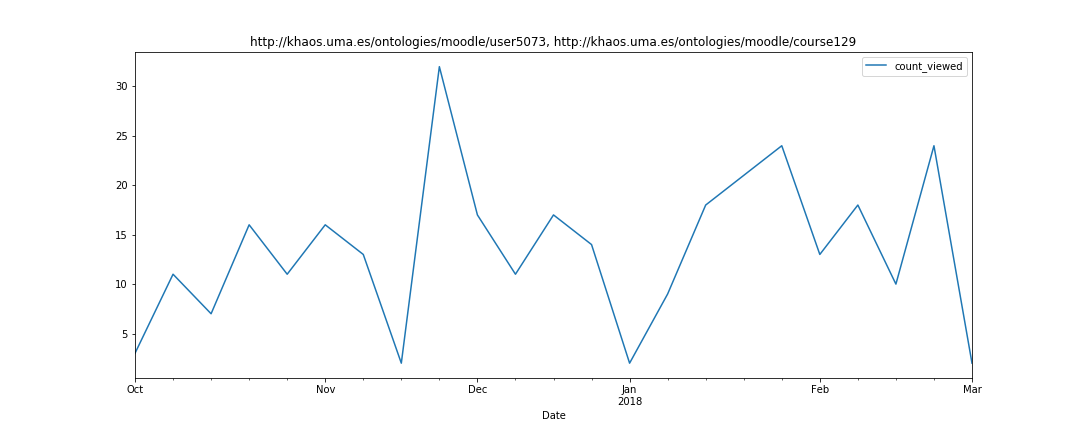 http://khaos.uma.es/ontologies/moodle/user5073, http://khaos.uma.es/ontologies/moodle/course129
count_viewed
30
25
20
15
10
5
Oct Nov Dec Jan Feb Mar
2018
Date